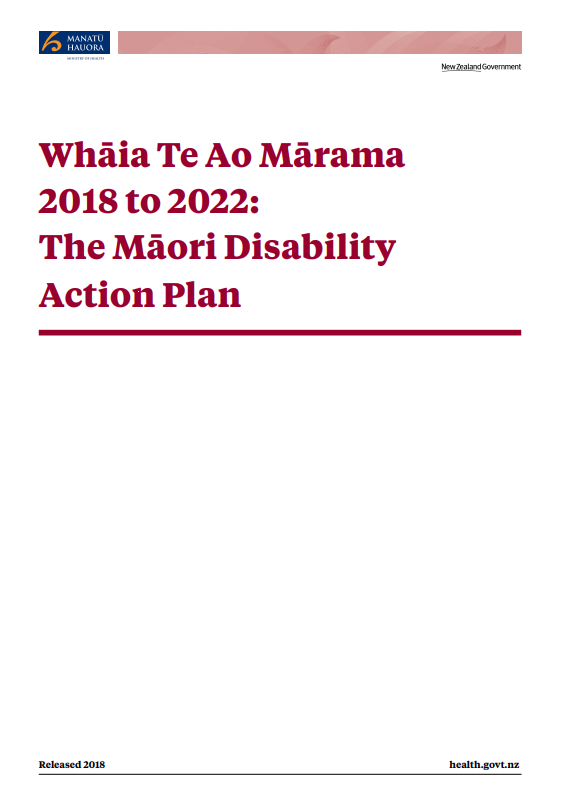 MANATŪ
HAUORA
MINISTRY OF HEALTH
New Zealand Government
Whāia Te Ao Mārama
2018 to 2022:
The Māori Disability
Action Plan
Released 2018
health.govt.nz